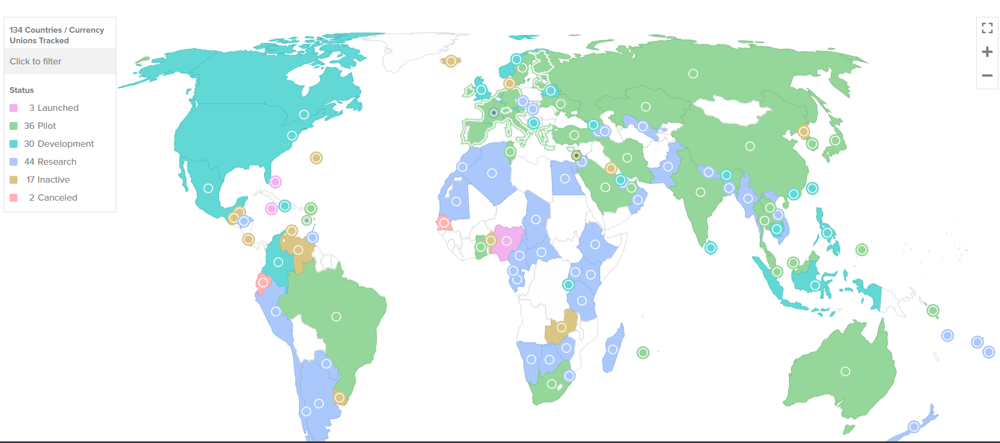 134 Countries / Currency
Unions Tracked
Click to filter
Status
3 Launched
36 Pilot
30 Development
44 Research
17 Inactive
2 Canceled